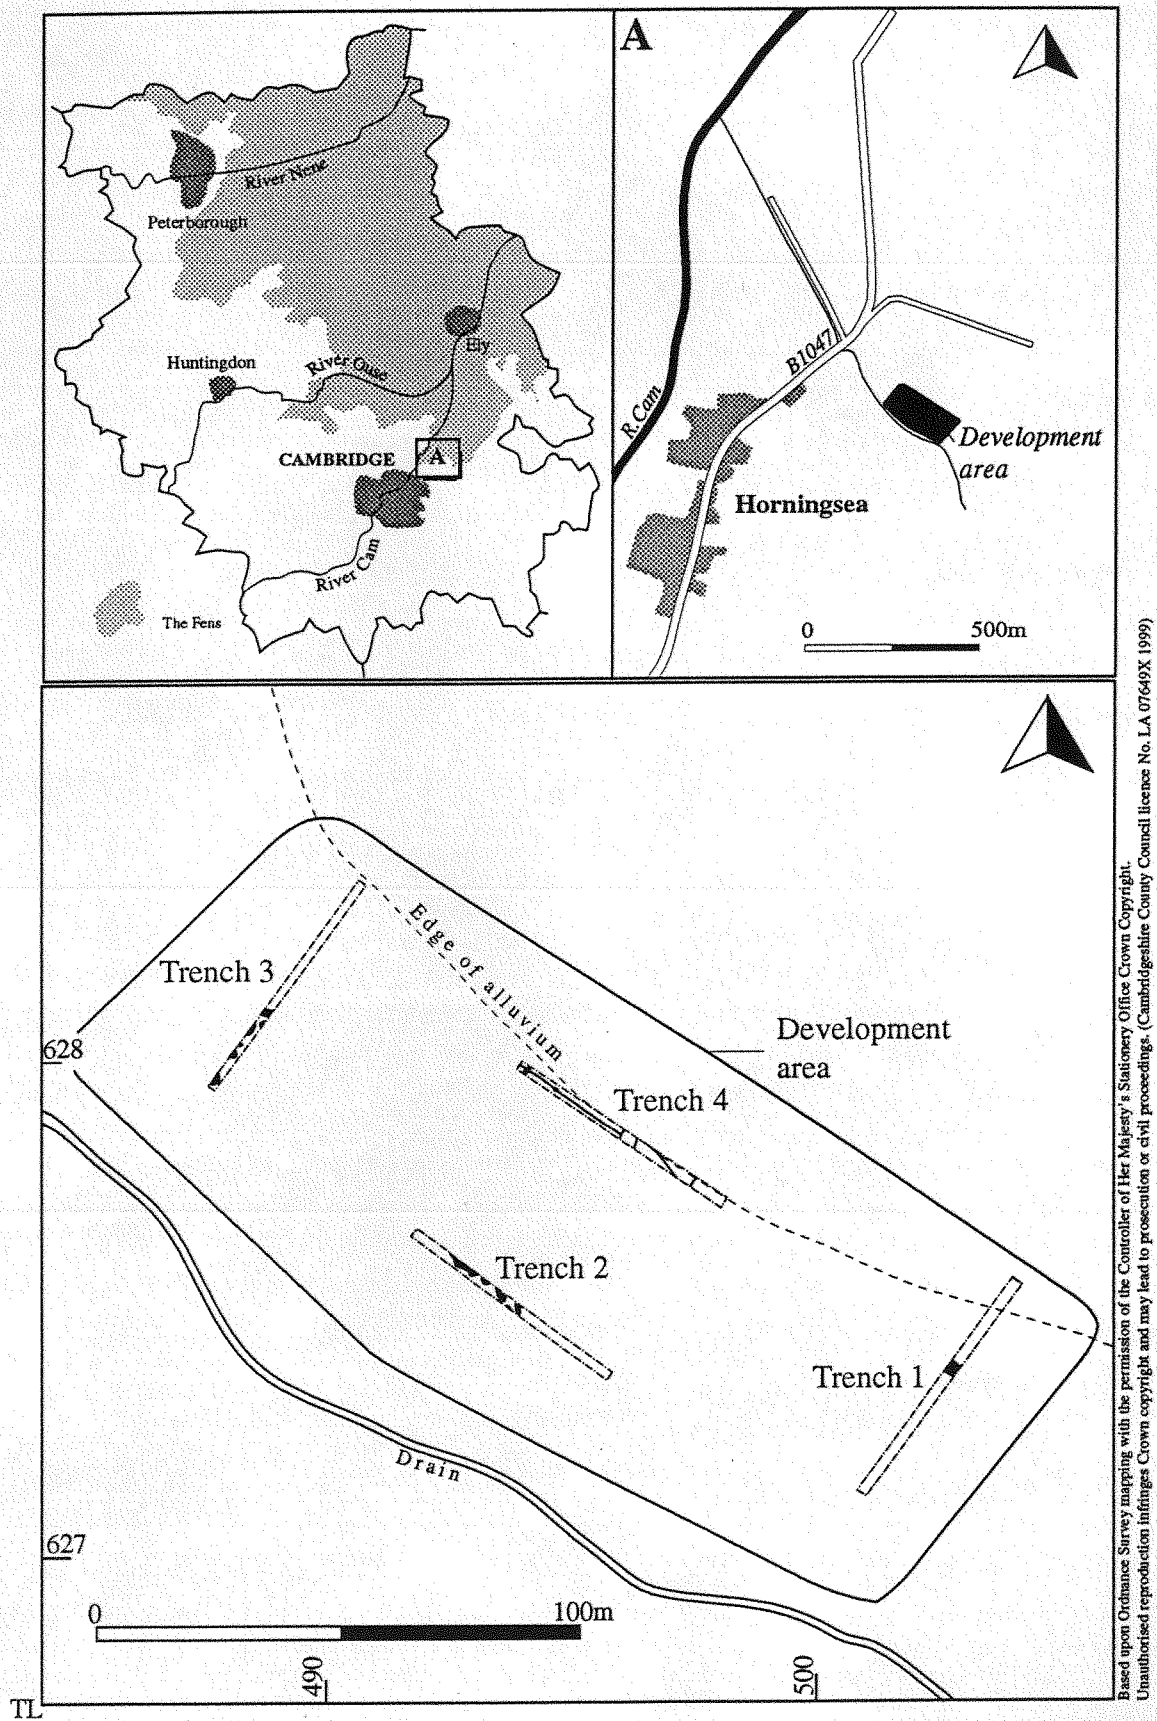 River Nene
Peterborough
Ely
Huntingdon
River Ouse
CAMBRIDGE
A
River Cam
The Fens
A
B1047
R.Cam
Development
area
Horningsea
0
500m
Edge of alluvium
Trench 3
Development
area
628
Trench 4
Trench 2
Trench 1
Drain
627
0
100m
490
500
TL
Based upon Ordnance Survey mapping with the permission of the Controller of Her Majesty's Stationery Office Crown Copyright.
Unauthorised reproduction infringes Crown copyright and may lead to prosecution or civil proceedings. (Cambridgeshire County Council licence No. LA 07649X 1999)